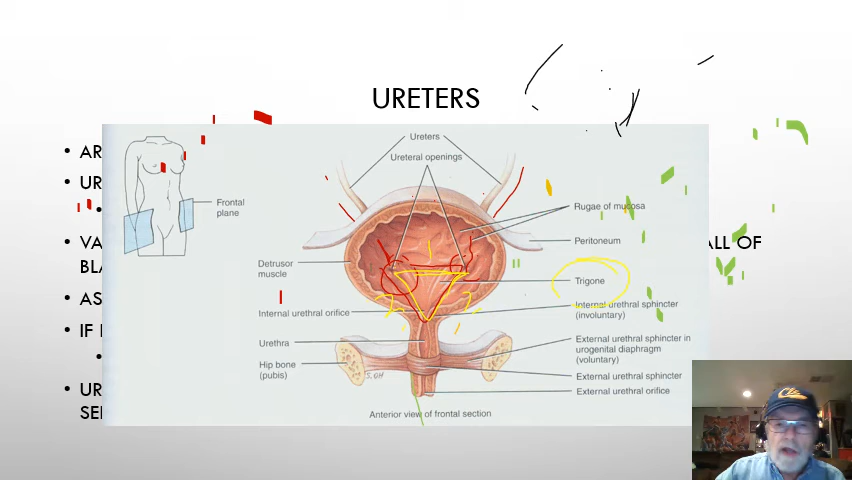 URETERS
• AR
• UR
•
• VA
ALL OF
BLA
• AS
• IF
•
• UR
SE
Ureters
Ureteral openings
Frontal
plane
Rugae of mucosa
Peritoneum
Detrusor
muscle
Trigone
Internal urethral orifice
Internal urethral sphincter
(involuntary)
Urethra
External urethral sphincter in
urogenital diaphragm
(voluntary)
Hip bone
(pubis)
External urethral sphincter
S.OH
External urethral orifice
Anterior view of frontal section